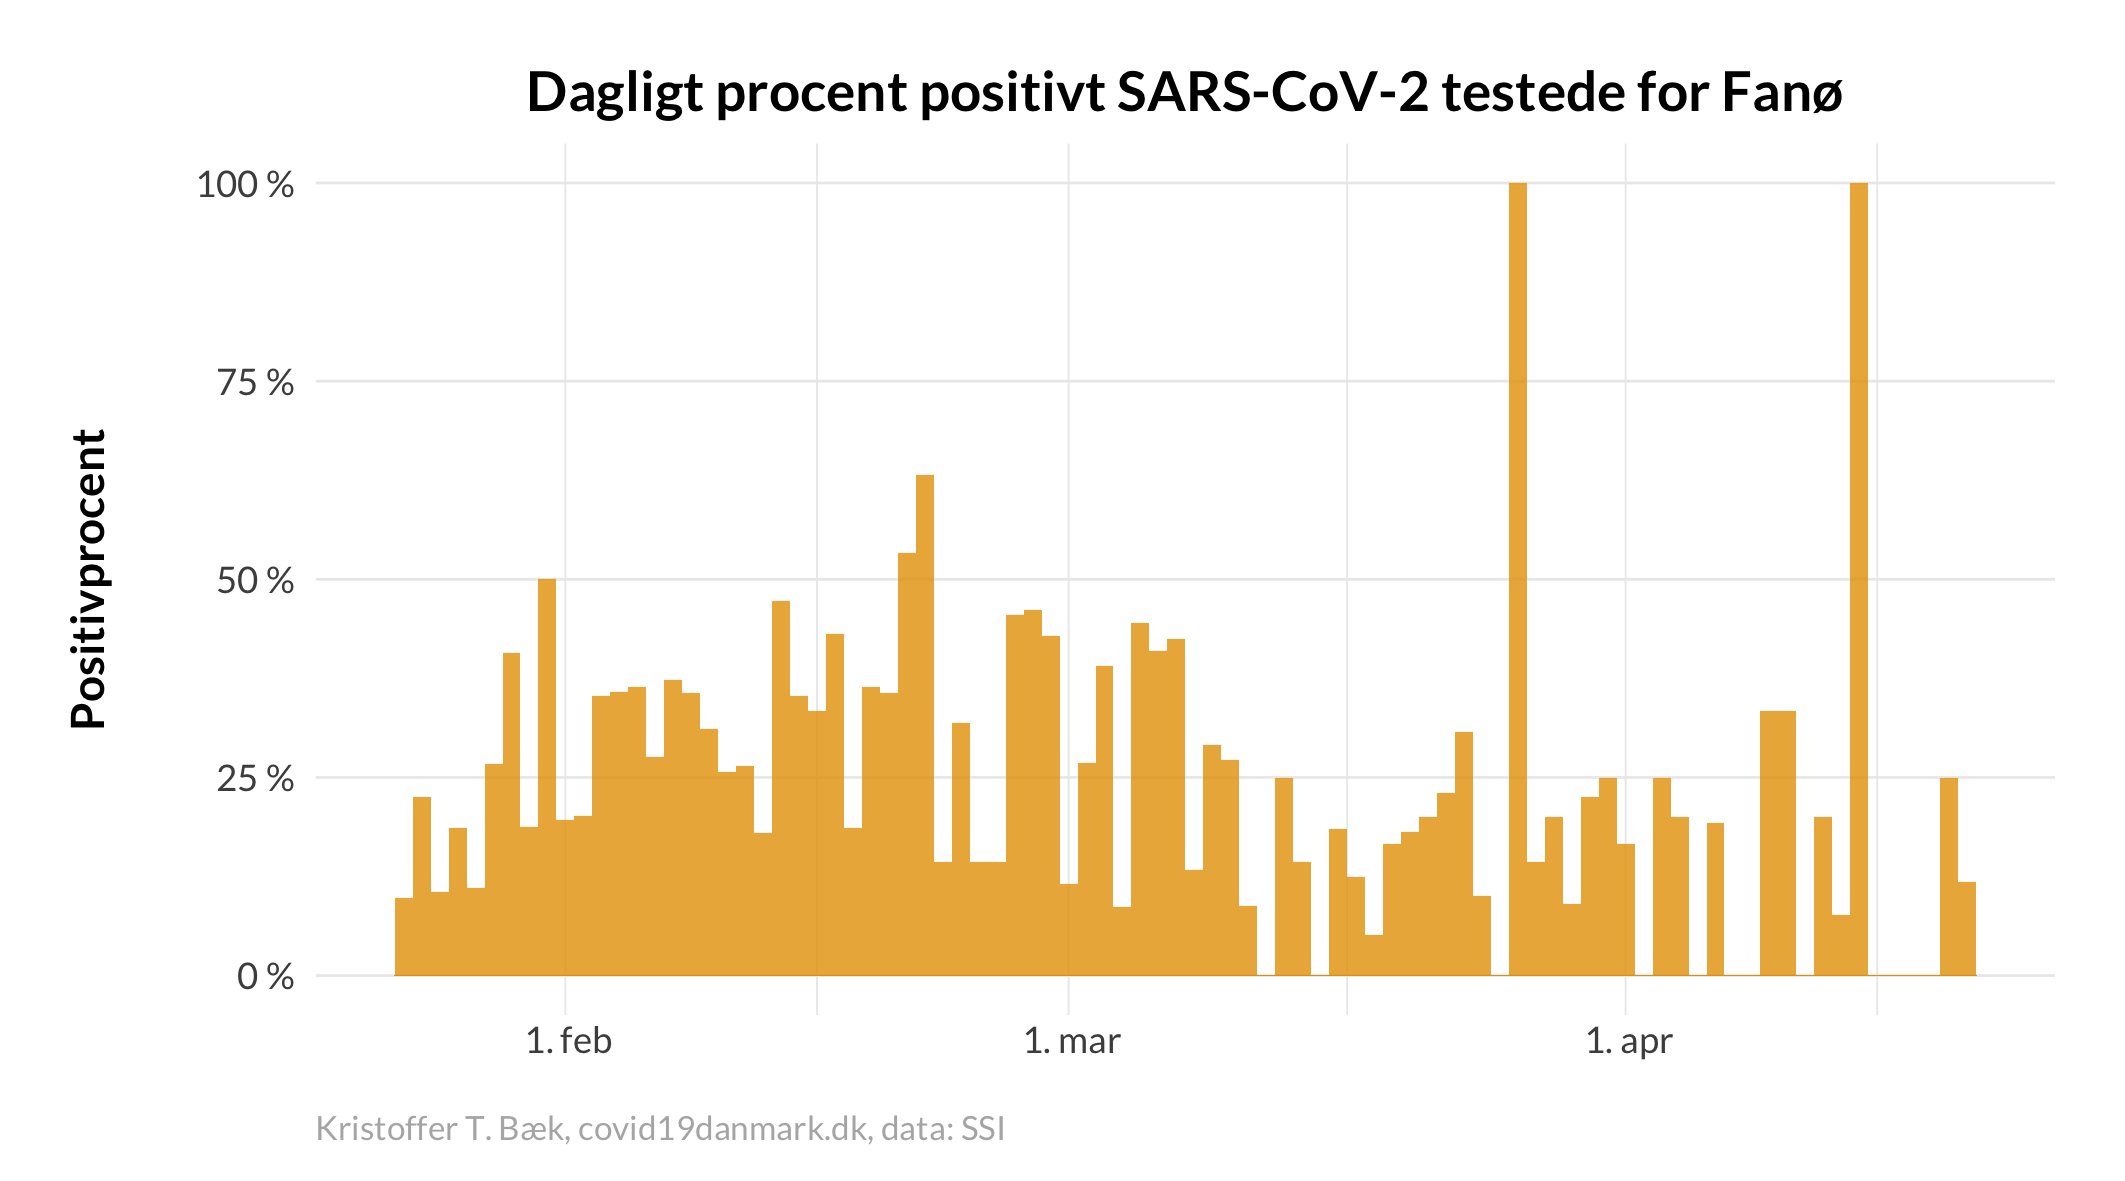 Dagligt procent positivt SARS-CoV-2 testede for Fanø
Positivprocent
100 %
75 %
50 %
25 %
0 %
1. feb
1. mar
1. apr
Kristoffer T. Bæk, covid19danmark.dk, data: SSI